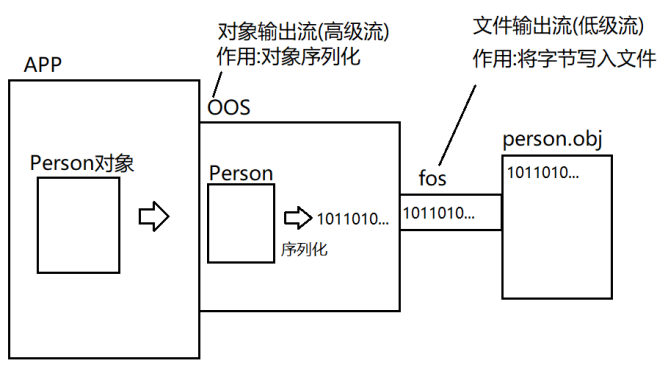 对象输出流(高级流)
作用:对象序列化
文件输出流(低级流)
作用:将字节写入文件
APP
OOS
person.obj
Person对象
Person
fos
1011010...
1011010...
1011010...
序列化